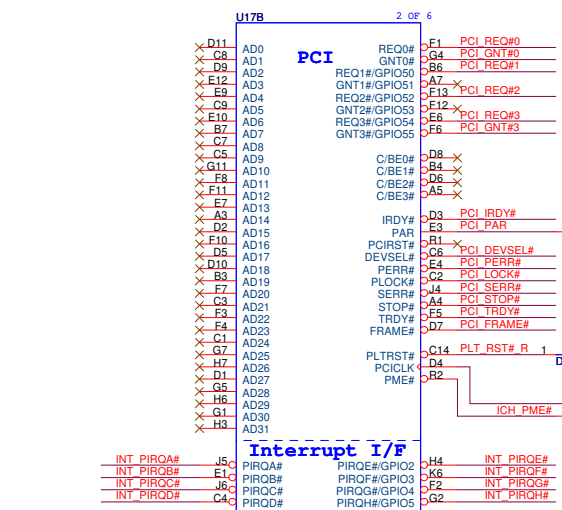 U17B 2 OF 6
PCI
D11 AD0 REQ0# F1 PCI_REQ#0
C8 AD1 GNT0# G4 PCI_GNT#0
D9 AD2 REQ1#/GPIO50 B6 PCI_REQ#1
E12 AD3 GNT1#/GPIO51 A7
E9 AD4 REQ2#/GPIO52 F13 PCI_REQ#2
C9 AD5 GNT2#/GPIO53 F12
E10 AD6 REQ3#/GPIO54 E6 PCI_REQ#3
B7 AD7 GNT3#/GPIO55 F6 PCI_GNT#3
C7 AD8
C5 AD9 C/BE0# D8
G11 AD10 C/BE1# B4
F8 AD11 C/BE2# D6
F11 AD12 C/BE3# A5
E7 AD13
A3 AD14 IRDY# D3 PCI_IRDY#
D2 AD15 PAR E3 PCI_PAR
F10 AD16 PCIRST# R1
D5 AD17 DEVSEL# C6 PCI_DEVSEL#
D10 AD18 PERR# E4 PCI_PERR#
B3 AD19 PLOCK# C2 PCI_LOCK#
F7 AD20 SERR# J4 PCI_SERR#
C3 AD21 STOP# A4 PCI_STOP#
F3 AD22 TRDY# F5 PCI_TRDY#
F4 AD23 FRAME# D7 PCI_FRAME#
C1 AD24
G7 AD25 PLTRST# C14 PLT_RST#_R 1
H7 AD26 PCICLK D4
D1 AD27 PME# R2
G5 AD28
H6 AD29
G1 AD30 ICH_PME#
H3 AD31
Interrupt I/F
INT_PIRQA# J5 PIRQA# PIRQE#/GPIO2 H4 INT_PIRQE#
INT_PIRQB# E1 PIRQB# PIRQF#/GPIO3 K6 INT_PIRQF#
INT_PIRQC# J6 PIRQC# PIRQG#/GPIO4 F2 INT_PIRQG#
INT_PIRQD# C4 PIRQD# PIRQH#/GPIO5 G2 INT_PIRQH#